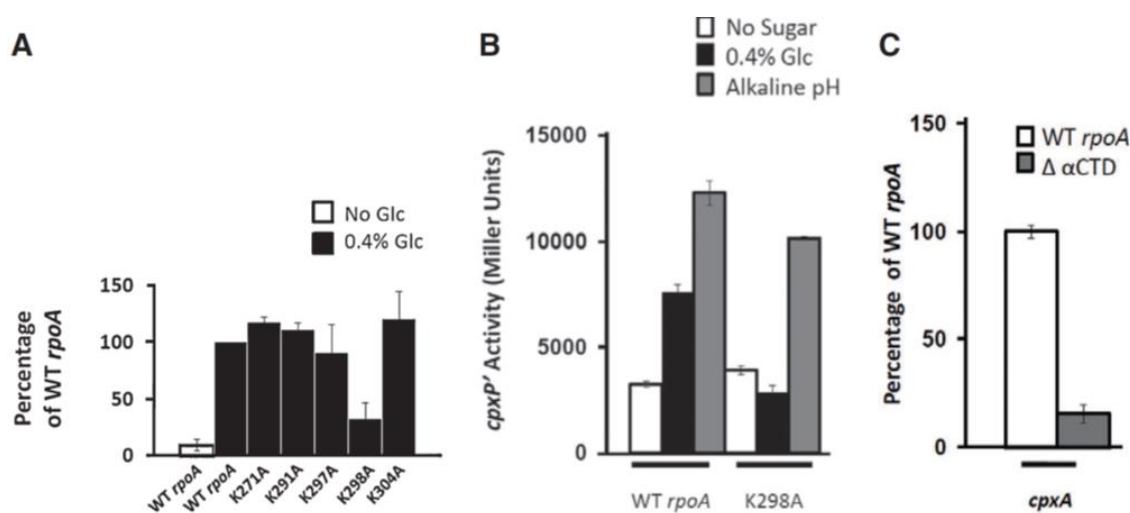 A
No Glc
0.4% Glc
Percentage
of WT rpoA
150
100
50
0
WT rpoA
WT rpoA
K271A
K291A
K297A
K298A
K304A
B
No Sugar
0.4% Glc
Alkaline pH
cpxP' Activity (Miller Units)
15000
10000
5000
0
WT rpoA
K298A
C
WT rpoA
Δ αCTD
Percentage of WT rpoA
150
100
50
0
cpxA